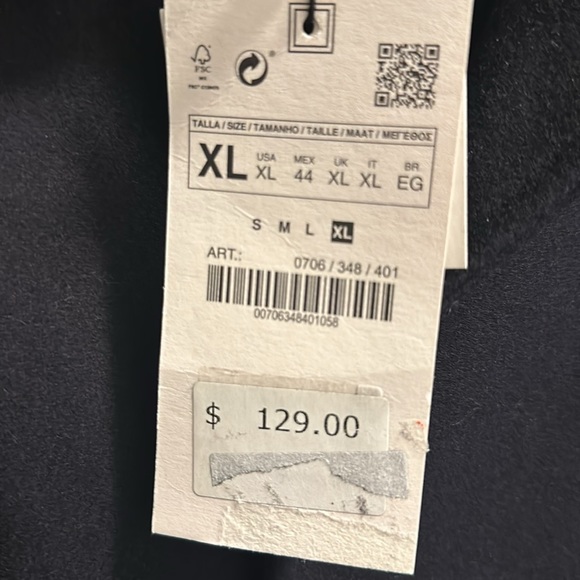 FSC
TALLA / SIZE / TAMANHO / TAILLE / MAAT / ΜΕΓΕΘΟΣ
XL USA XL MEX 44 UK XL IT XL BR EG
S M L XL
ART.: 0706 / 348 / 401
00706348401058
$ 129.00